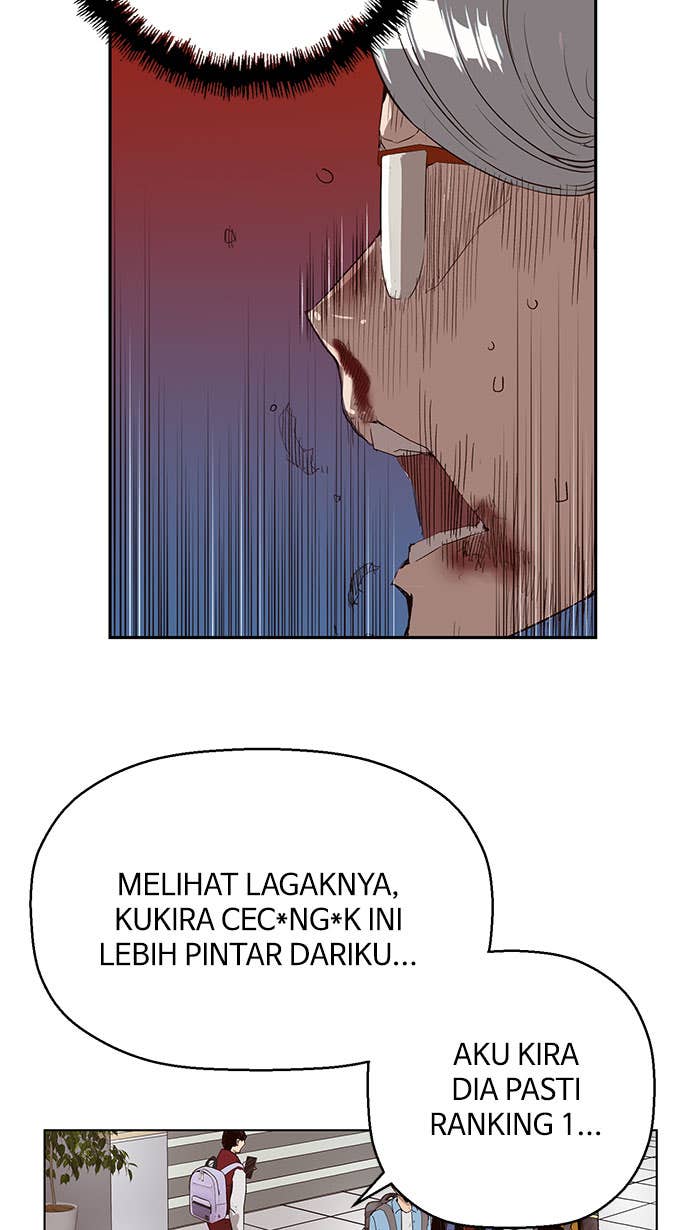 MELIHAT LAGAKNYA,
KUKIRA CEC*NG*K INI
LEBIH PINTAR DARIKU...
AKU KIRA
DIA PASTI
RANKING 1...